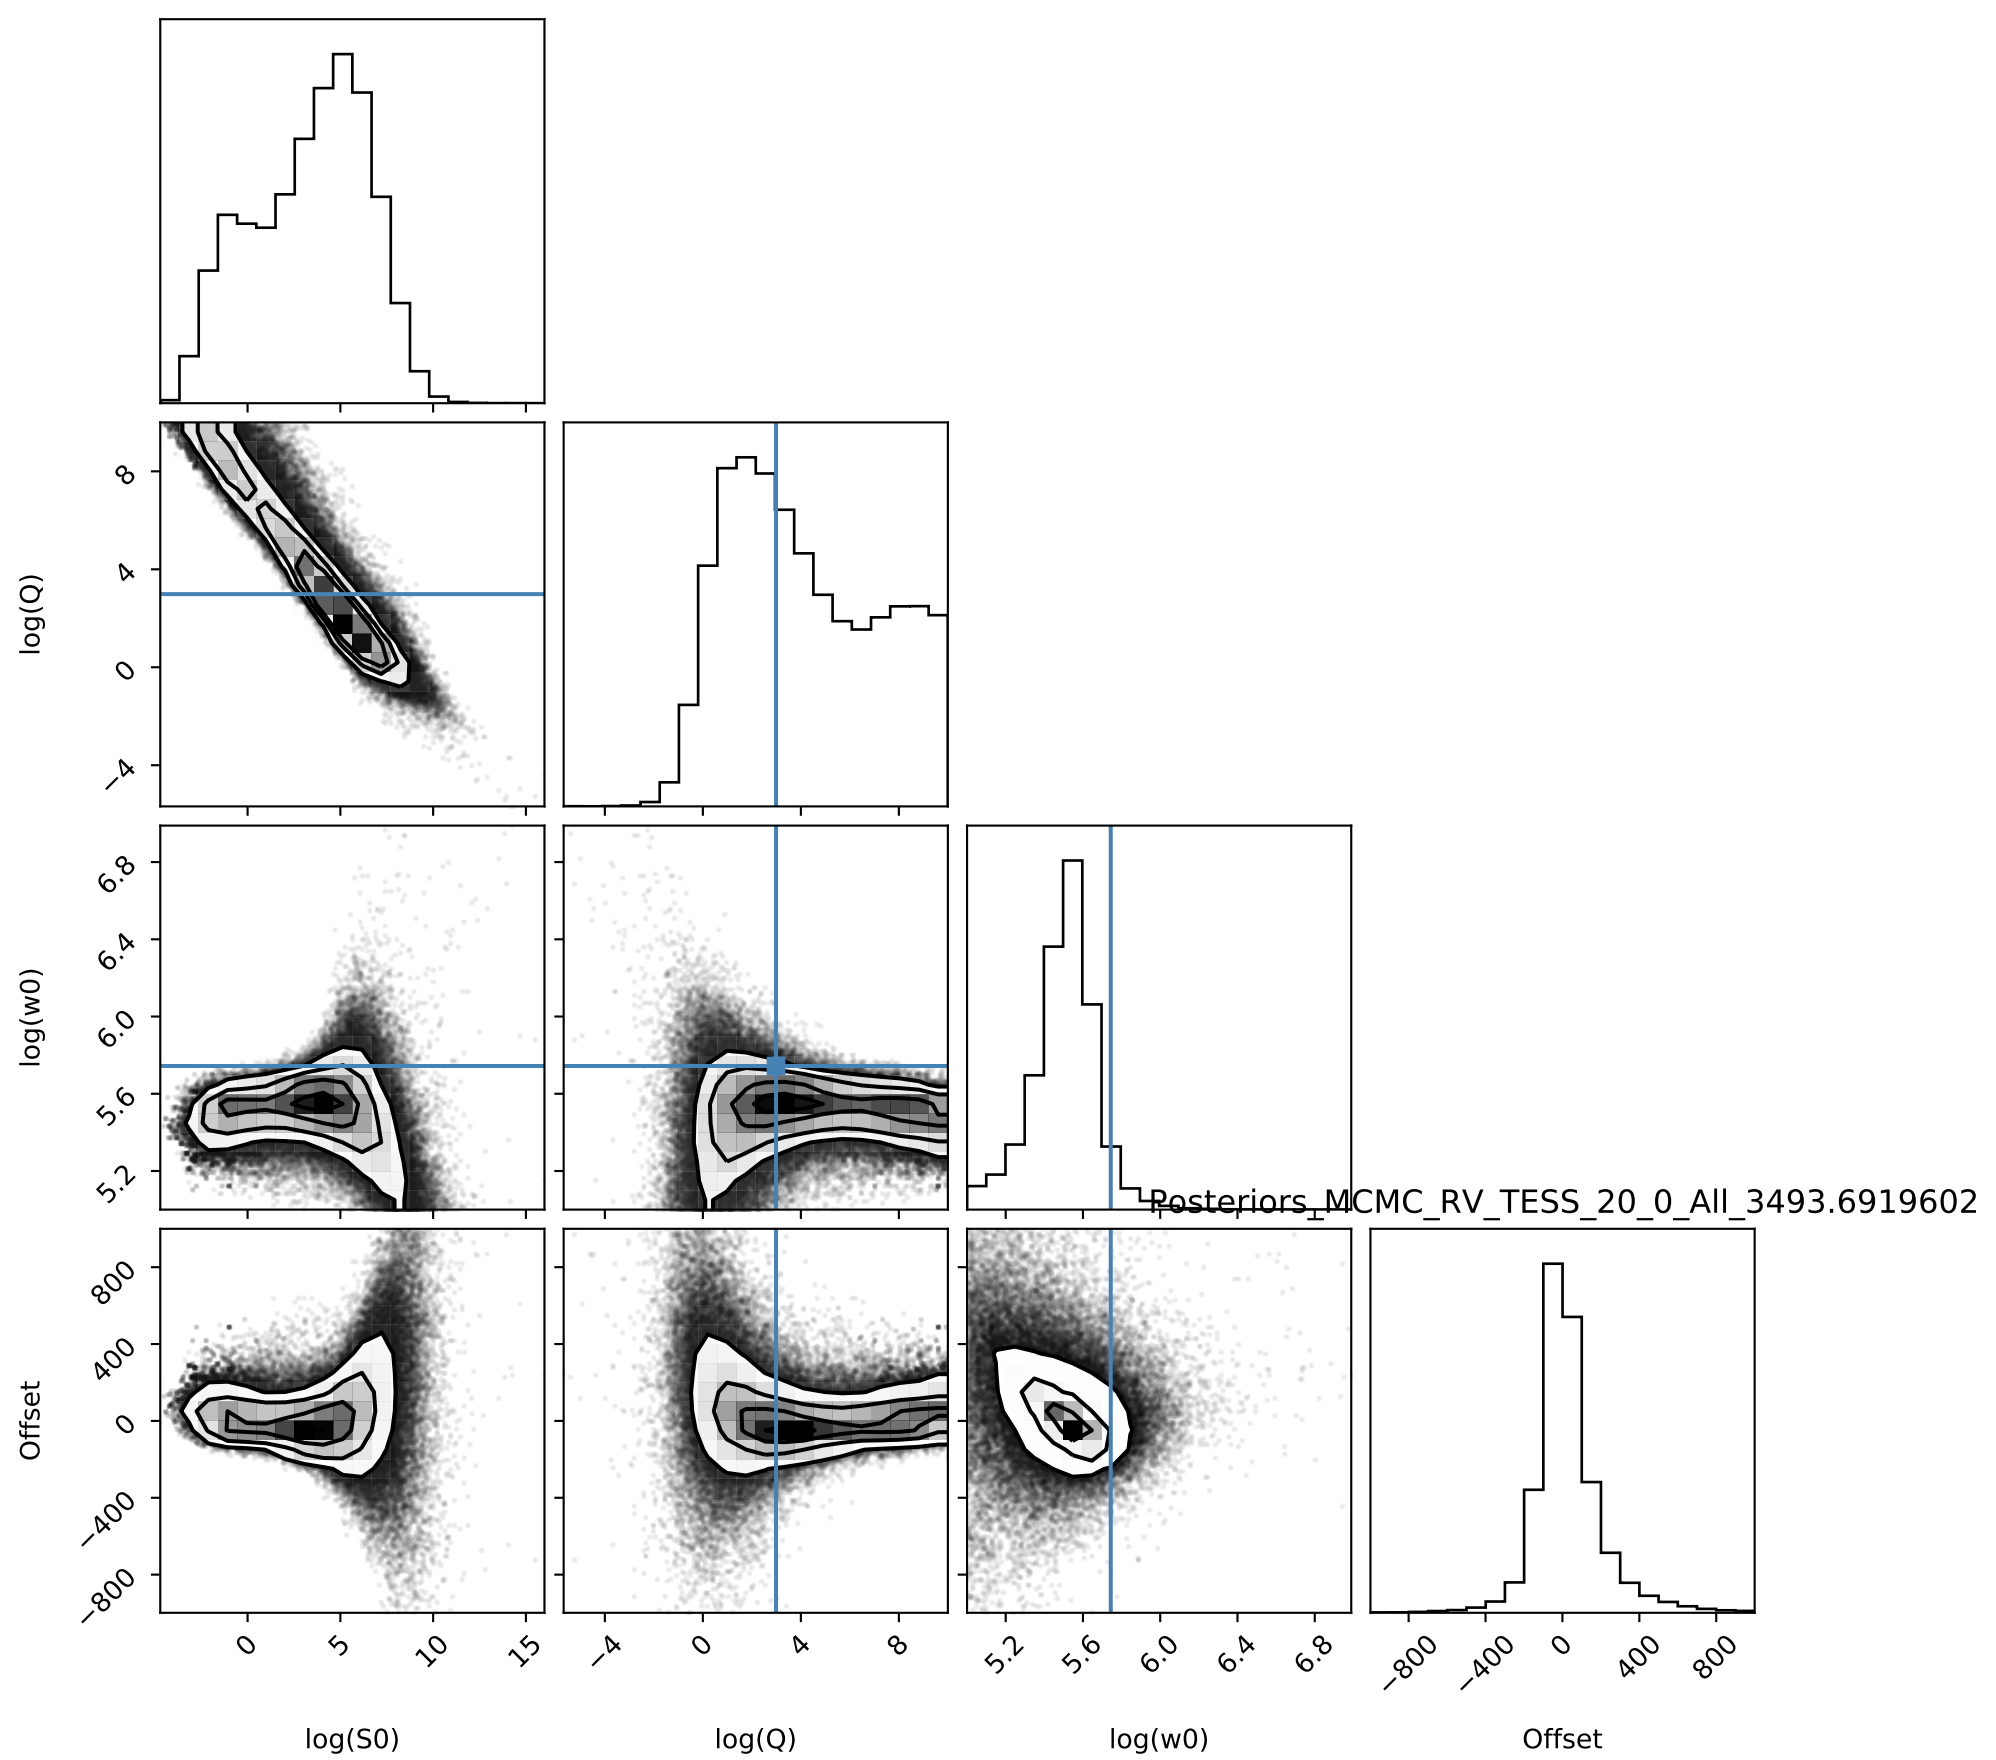 log(Q)
8
4
0
−4
log(w0)
6.8
6.4
6.0
5.6
5.2
Posteriors_MCMC_RV_TESS_20_0_All_3493.6919602
Offset
800
400
0
−400
−800
0 5 10 15 −4 0 4 8 5.2 5.6 6.0 6.4 6.8 −800 −400 0 400 800
log(S0) log(Q) log(w0) Offset